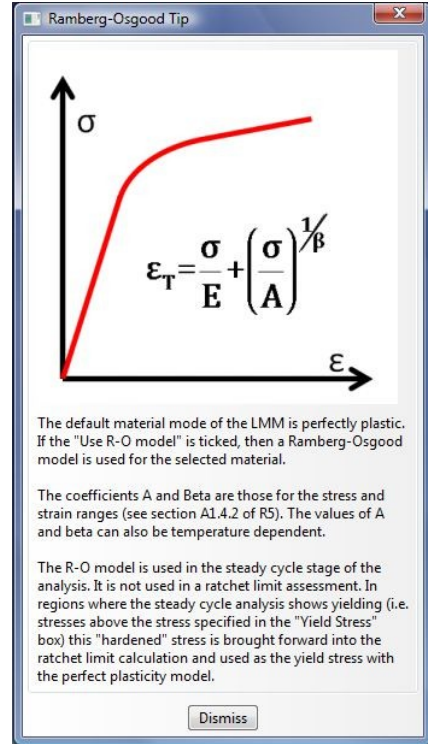 Ramberg-Osgood Tip
σ
ε_T = σ/E + (σ/A)^(1/β)
ε
The default material mode of the LMM is perfectly plastic.
If the "Use R-O model" is ticked, then a Ramberg-Osgood
model is used for the selected material.
The coefficients A and Beta are those for the stress and
strain ranges (see section A1.4.2 of R5). The values of A
and beta can also be temperature dependent.
The R-O model is used in the steady cycle stage of the
analysis. It is not used in a ratchet limit assessment. In
regions where the steady cycle analysis shows yielding (i.e.
stresses above the stress specified in the "Yield Stress"
box) this "hardened" stress is brought forward into the
ratchet limit calculation and used as the yield stress with
the perfect plasticity model.
Dismiss